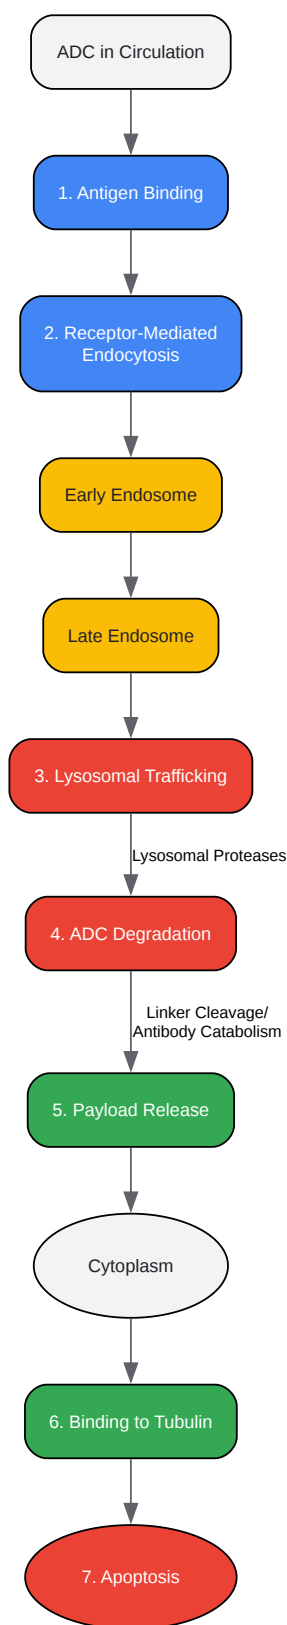 ADC in Circulation
1. Antigen Binding
2. Receptor-Mediated
Endocytosis
Early Endosome
Late Endosome
3. Lysosomal Trafficking
Lysosomal Proteases
4. ADC Degradation
Linker Cleavage/
Antibody Catabolism
5. Payload Release
Cytoplasm
6. Binding to Tubulin
7. Apoptosis